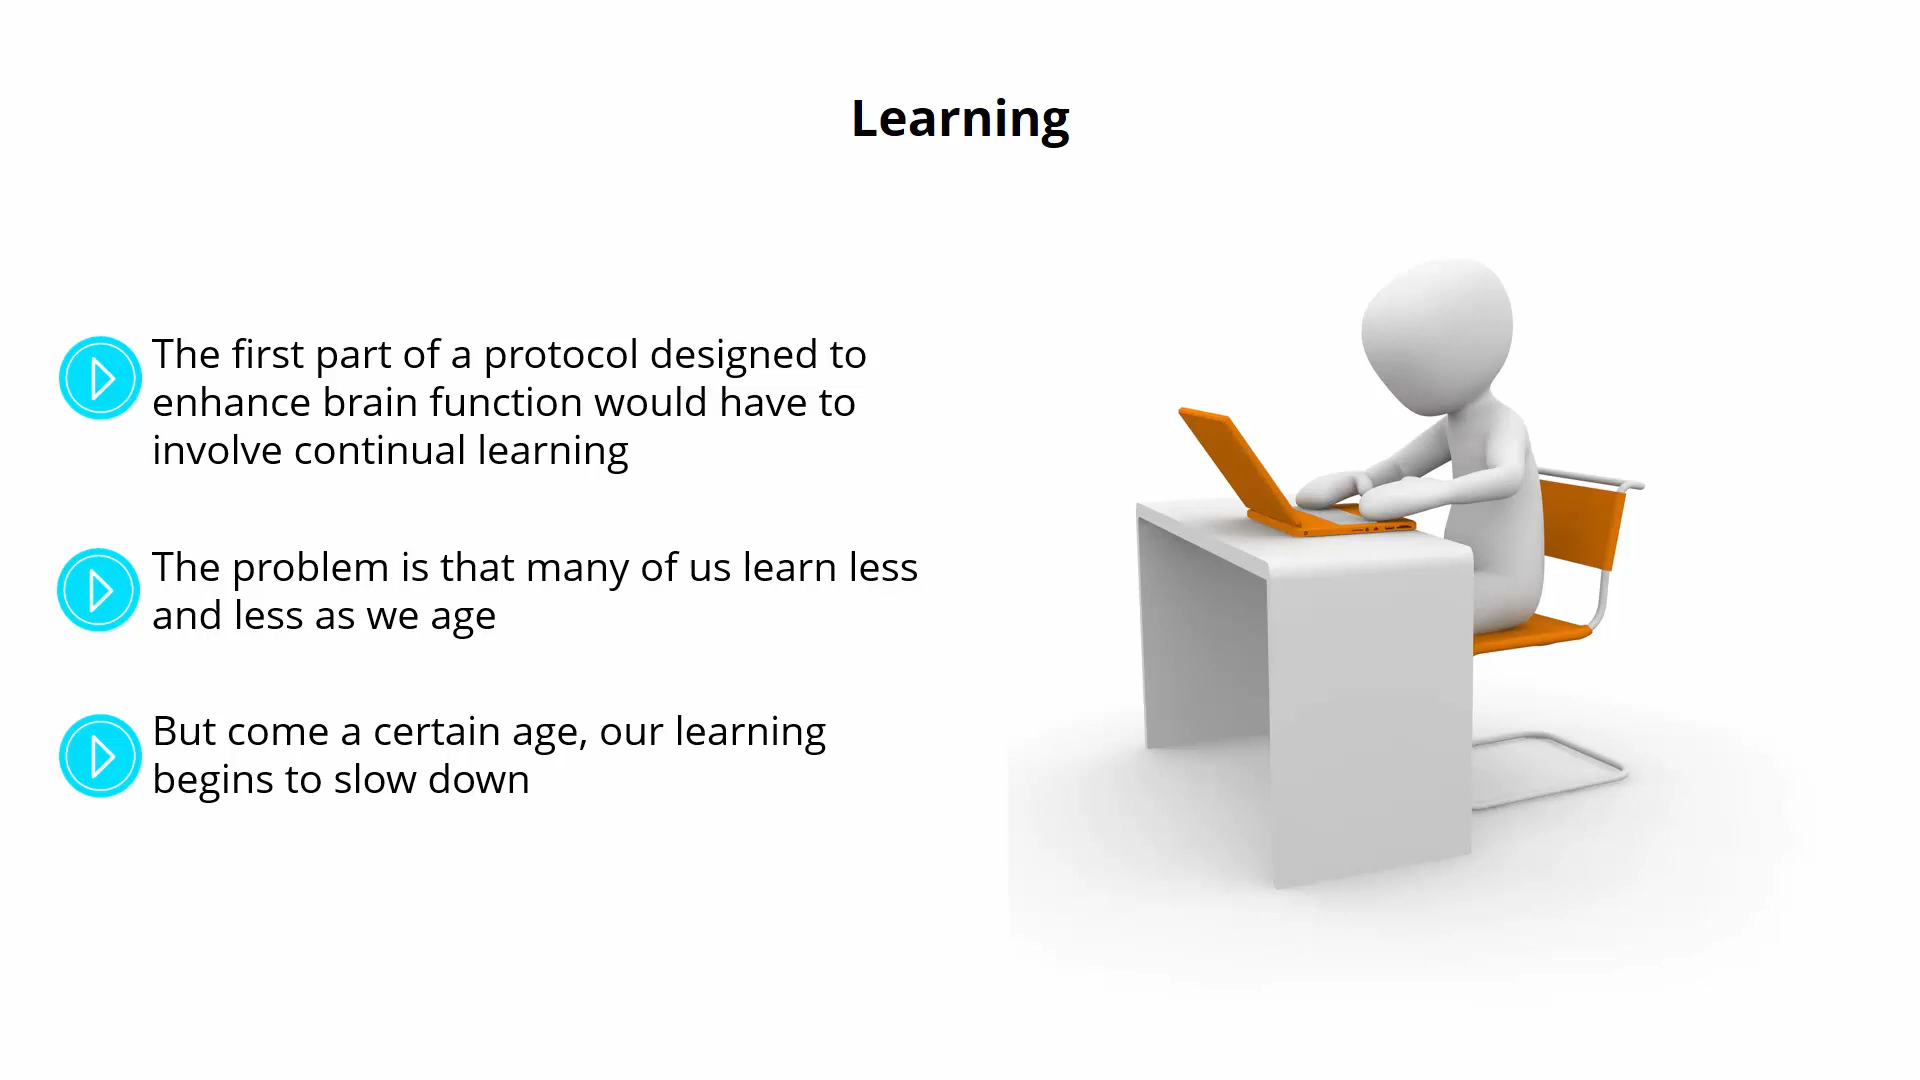 Learning
The first part of a protocol designed to
enhance brain function would have to
involve continual learning
The problem is that many of us learn less
and less as we age
But come a certain age, our learning
begins to slow down